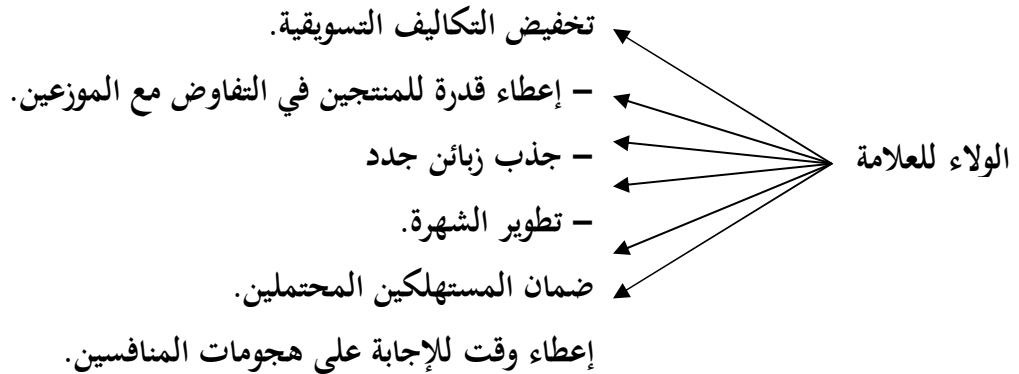 تخفيض التكاليف التسويقية.
– إعطاء قدرة للمنتجين في التفاوض مع الموزعين.
– جذب زبائن جدد
الولاء للعلامة
– تطوير الشهرة.
ضمان المستهلكين المحتملين.
إعطاء وقت للإجابة على هجومات المنافسين.